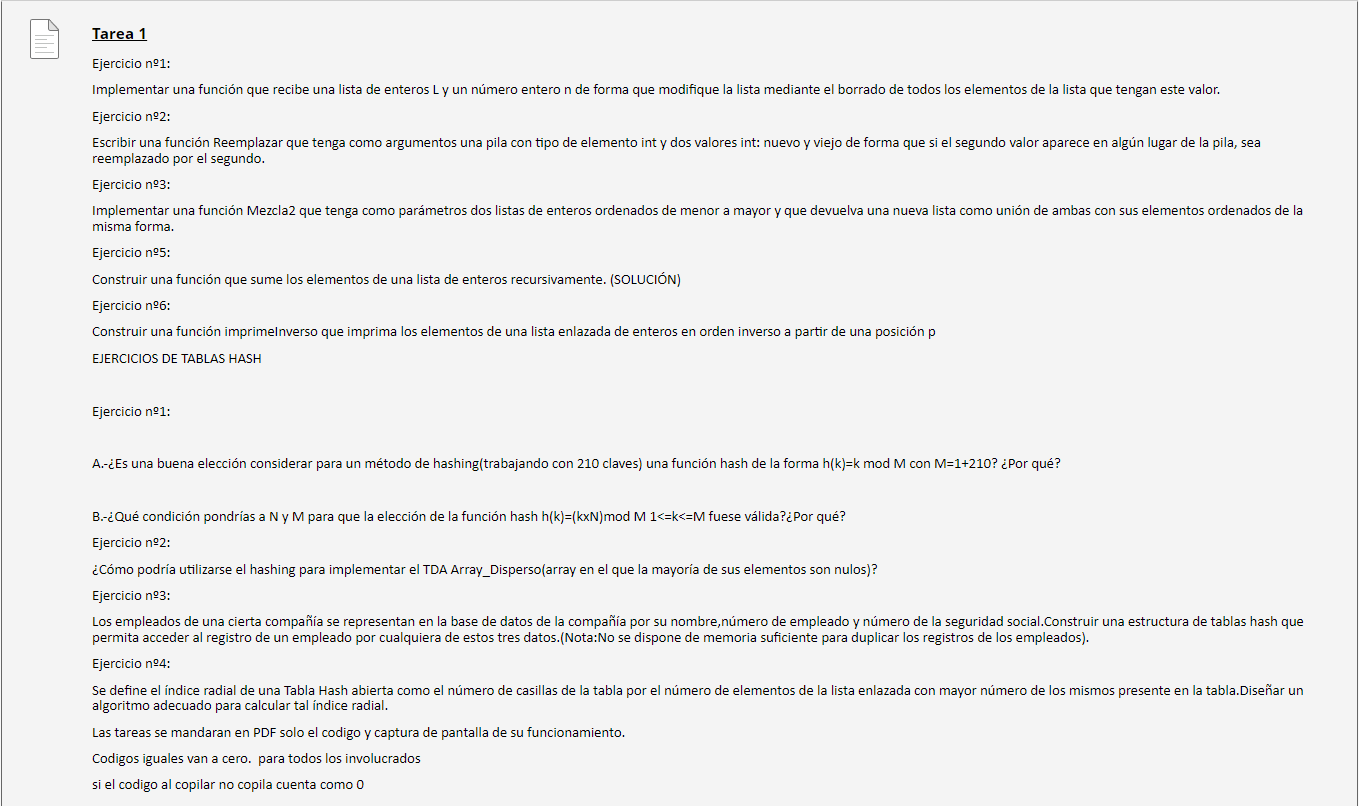 Tarea 1
Ejercicio nº1:
Implementar una función que recibe una lista de enteros L y un número entero n de forma que modifique la lista mediante el borrado de todos los elementos de la lista que tengan este valor.
Ejercicio nº2:
Escribir una función Reemplazar que tenga como argumentos una pila con tipo de elemento int y dos valores int: nuevo y viejo de forma que si el segundo valor aparece en algún lugar de la pila, sea
reemplazado por el segundo.
Ejercicio nº3:
Implementar una función Mezcla2 que tenga como parámetros dos listas de enteros ordenados de menor a mayor y que devuelva una nueva lista como unión de ambas con sus elementos ordenados de la
misma forma.
Ejercicio nº5:
Construir una función que sume los elementos de una lista de enteros recursivamente. (SOLUCIÓN)
Ejercicio nº6:
Construir una función imprimeInverso que imprima los elementos de una lista enlazada de enteros en orden inverso a partir de una posición p
EJERCICIOS DE TABLAS HASH
Ejercicio nº1:
A.-¿Es una buena elección considerar para un método de hashing(trabajando con 210 claves) una función hash de la forma h(k)=k mod M con M=1+210? ¿Por qué?
B.-¿Qué condición pondrías a N y M para que la elección de la función hash h(k)=(kxN)mod M 1<=k<=M fuese válida?¿Por qué?
Ejercicio nº2:
¿Cómo podría utilizarse el hashing para implementar el TDA Array_Disperso(array en el que la mayoría de sus elementos son nulos)?
Ejercicio nº3:
Los empleados de una cierta compañía se representan en la base de datos de la compañía por su nombre,número de empleado y número de la seguridad social.Construir una estructura de tablas hash que
permita acceder al registro de un empleado por cualquiera de estos tres datos.(Nota:No se dispone de memoria suficiente para duplicar los registros de los empleados).
Ejercicio nº4:
Se define el índice radial de una Tabla Hash abierta como el número de casillas de la tabla por el número de elementos de la lista enlazada con mayor número de los mismos presente en la tabla.Diseñar un
algoritmo adecuado para calcular tal índice radial.
Las tareas se mandaran en PDF solo el codigo y captura de pantalla de su funcionamiento.
Codigos iguales van a cero.  para todos los involucrados
si el codigo al copilar no copila cuenta como 0